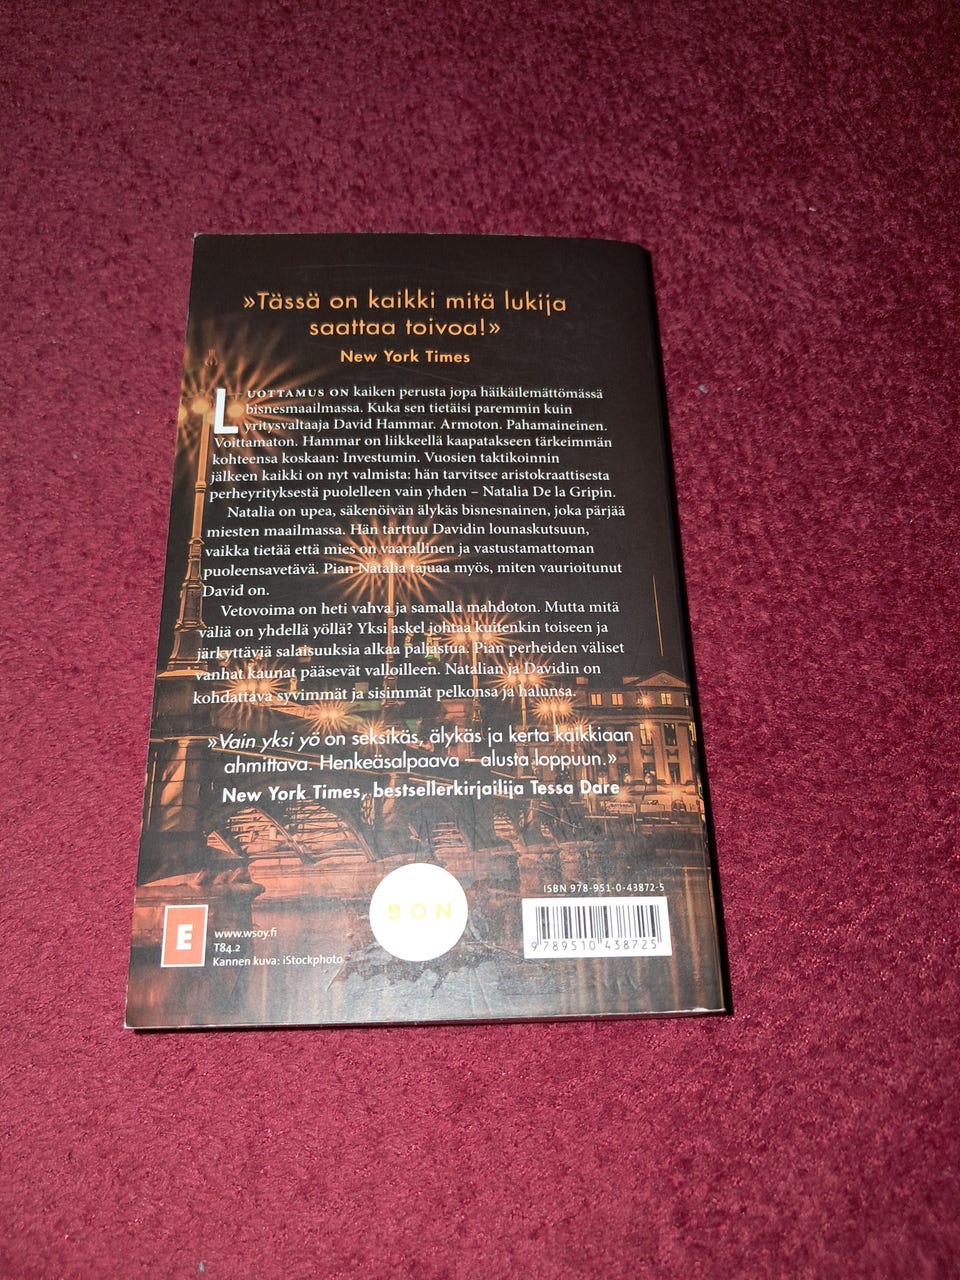 »Tässä on kaikki mitä lukija
saattaa toivoa!»
New York Times
LUOTTAMUS ON kaiken perusta jopa häikäilemättömässä
bisnesmaailmassa. Kuka sen tietäisi paremmin kuin
yritysvaltaaja David Hammar. Armoton. Pahamaineinen.
Voittamaton. Hammar on liikkeellä kaapatakseen tärkeimmän
kohteensa koskaan: Investumin. Vuosien taktikoinnin
jälkeen kaikki on nyt valmista: hän tarvitsee aristokraattisesta
perheyrityksestä puolelleen vain yhden – Natalia De la Gripin.
Natalia on upea, säkenöivän älykäs bisnesnainen, joka pärjää
miesten maailmassa. Hän tarttuu Davidin lounaskutsuun,
vaikka tietää että mies on vaarallinen ja vastustamattoman
puoleensavetävä. Pian Natalia tajuaa myös, miten vaurioitunut
David on.
Vetovoima on heti vahva ja samalla mahdoton. Mutta mitä
väliä on yhdellä yöllä? Yksi askel johtaa kuitenkin toiseen ja
järkyttäviä salaisuuksia alkaa paljastua. Pian perheiden väliset
vanhat kaunat pääsevät valloilleen. Natalian ja Davidin on
kohdattava syvimmät ja sisimmät pelkonsa ja halunsa.
»Vain yksi yö on seksikäs, älykäs ja kerta kaikkiaan
ahmittava. Henkeäsalpaava – alusta loppuun.»
New York Times, bestsellerkirjailija Tessa Dare
E
www.wsoy.fi
T84.2
Kannen kuva: iStockphoto
BON
ISBN 978-951-0-43872-5
9 789510 438725